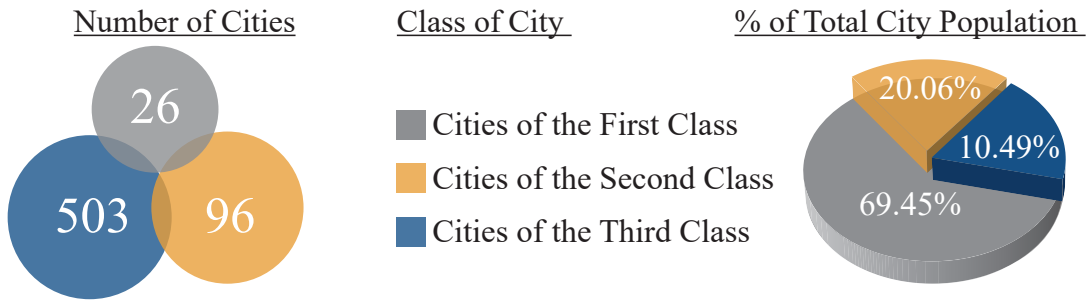 Number of Cities
26
503
96
Class of City
Cities of the First Class
Cities of the Second Class
Cities of the Third Class
% of Total City Population
20.06%
10.49%
69.45%